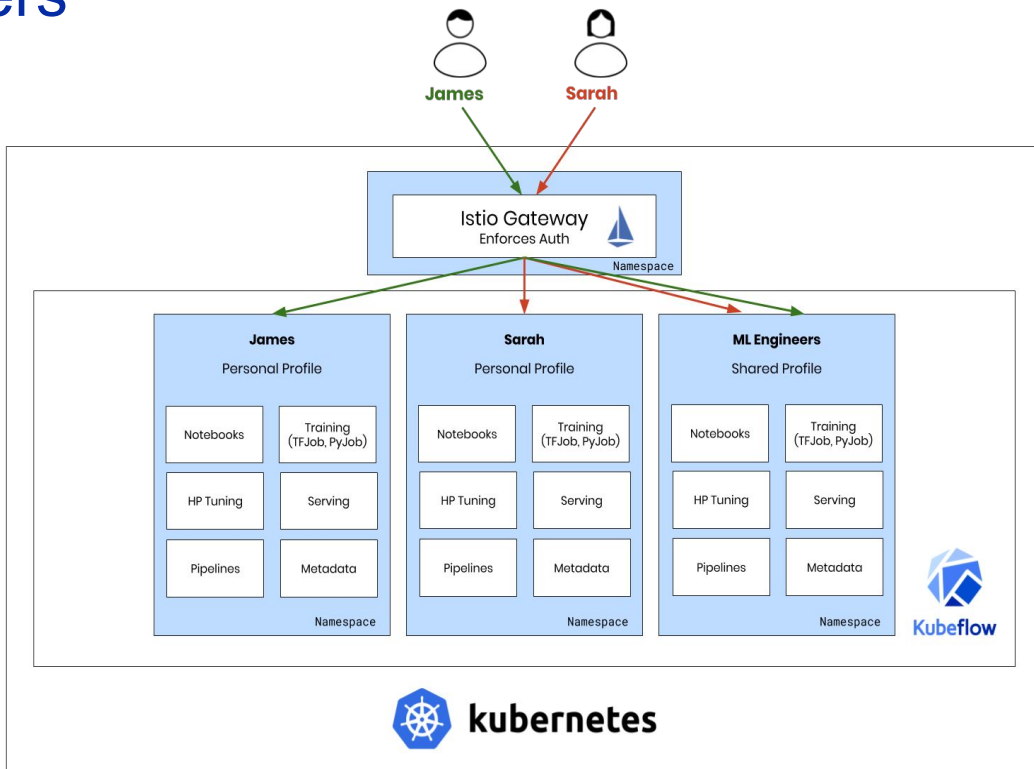 James
Sarah
Istio Gateway
Enforces Auth
Namespace
James
Personal Profile
Notebooks
Training
(TFJob, PyJob)
HP Tuning
Serving
Pipelines
Metadata
Namespace
Sarah
Personal Profile
Notebooks
Training
(TFJob, PyJob)
HP Tuning
Serving
Pipelines
Metadata
Namespace
ML Engineers
Shared Profile
Notebooks
Training
(TFJob, PyJob)
HP Tuning
Serving
Pipelines
Metadata
Namespace
Kubeflow
kubernetes